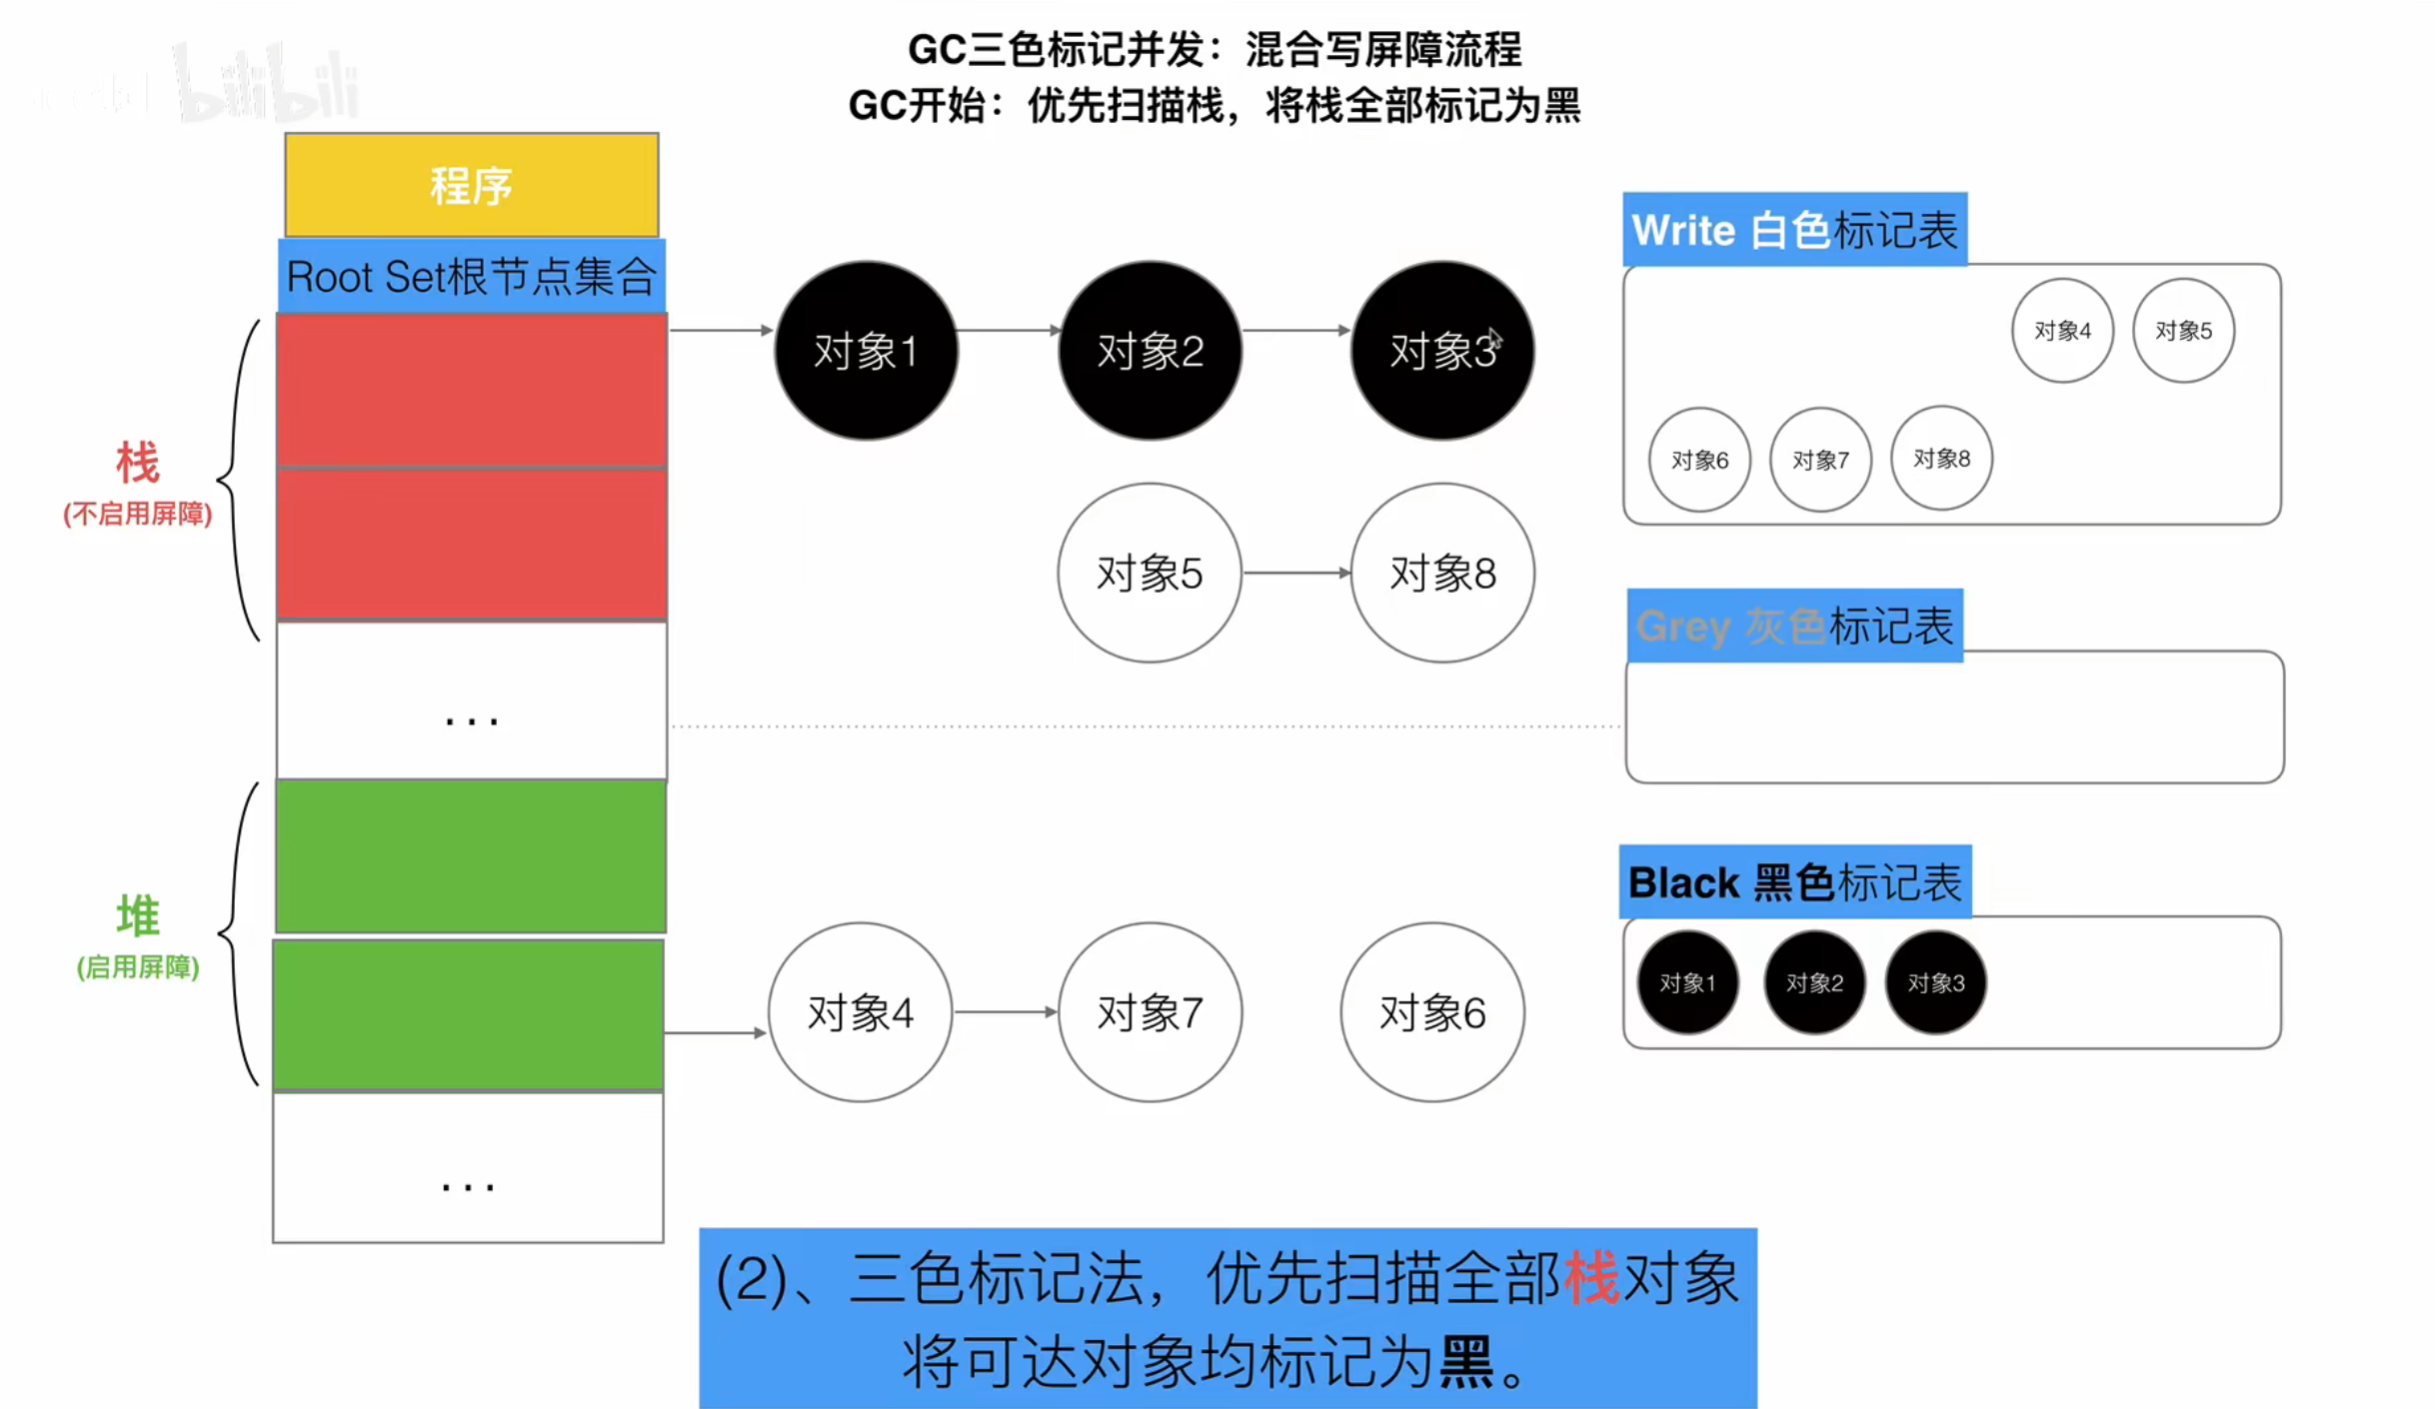 GC三色标记并发：混合写屏障流程
GC开始：优先扫描栈，将栈全部标记为黑
bilibili
程序
Root Set根节点集合
栈
(不启用屏障)
...
堆
(启用屏障)
...
对象1
对象2
对象3
对象5
对象8
对象4
对象7
对象6
Write 白色标记表
对象4
对象5
对象6
对象7
对象8
Grey 灰色标记表
Black 黑色标记表
对象1
对象2
对象3
(2)、三色标记法，优先扫描全部栈对象
将可达对象均标记为黑。